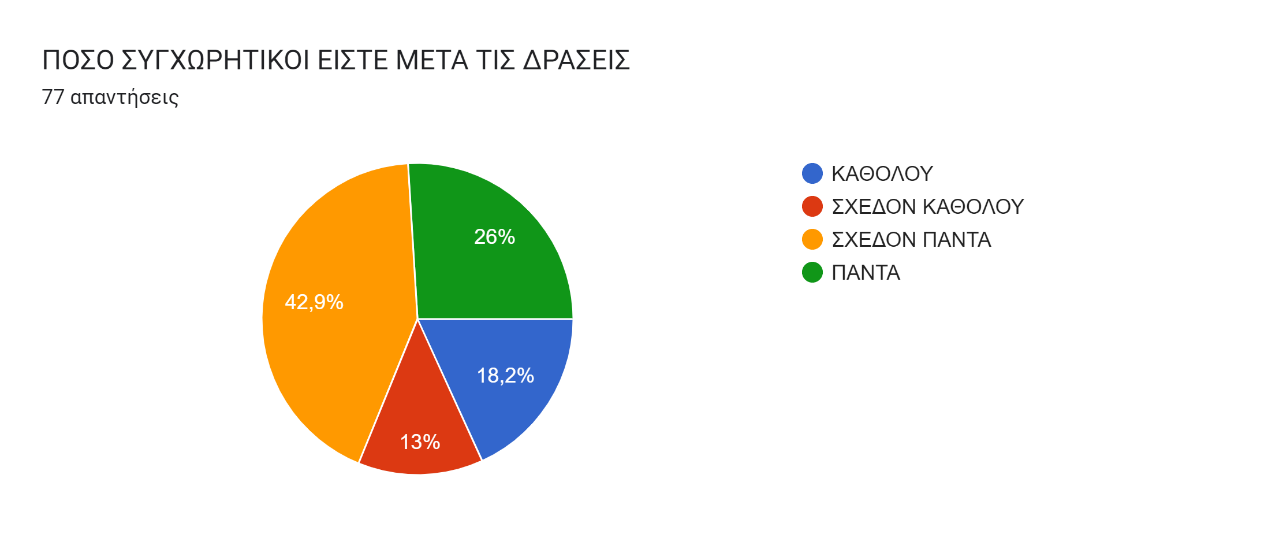 ΠΟΣΟ ΣΥΓΧΩΡΗΤΙΚΟΙ ΕΙΣΤΕ ΜΕΤΑ ΤΙΣ ΔΡΑΣΕΙΣ
77 απαντήσεις
ΚΑΘΟΛΟΥ
ΣΧΕΔΟΝ ΚΑΘΟΛΟΥ
ΣΧΕΔΟΝ ΠΑΝΤΑ
ΠΑΝΤΑ
26%
42,9%
18,2%
13%